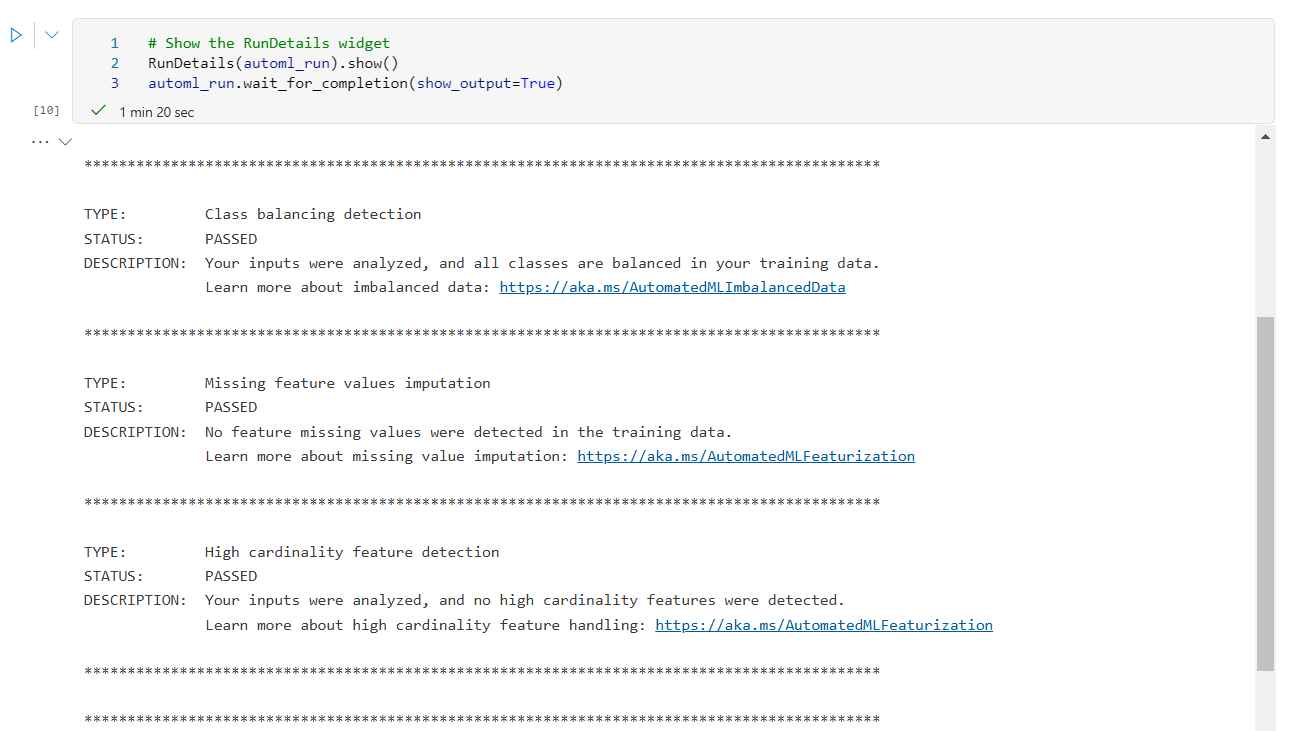 1 # Show the RunDetails widget
2 RunDetails(automl_run).show()
3 automl_run.wait_for_completion(show_output=True)
[10] 1 min 20 sec
********************************************************************************************
TYPE: Class balancing detection
STATUS: PASSED
DESCRIPTION: Your inputs were analyzed, and all classes are balanced in your training data.
Learn more about imbalanced data: https://aka.ms/AutomatedMLImbalancedData
********************************************************************************************
TYPE: Missing feature values imputation
STATUS: PASSED
DESCRIPTION: No feature missing values were detected in the training data.
Learn more about missing value imputation: https://aka.ms/AutomatedMLFeaturization
********************************************************************************************
TYPE: High cardinality feature detection
STATUS: PASSED
DESCRIPTION: Your inputs were analyzed, and no high cardinality features were detected.
Learn more about high cardinality feature handling: https://aka.ms/AutomatedMLFeaturization
********************************************************************************************
********************************************************************************************